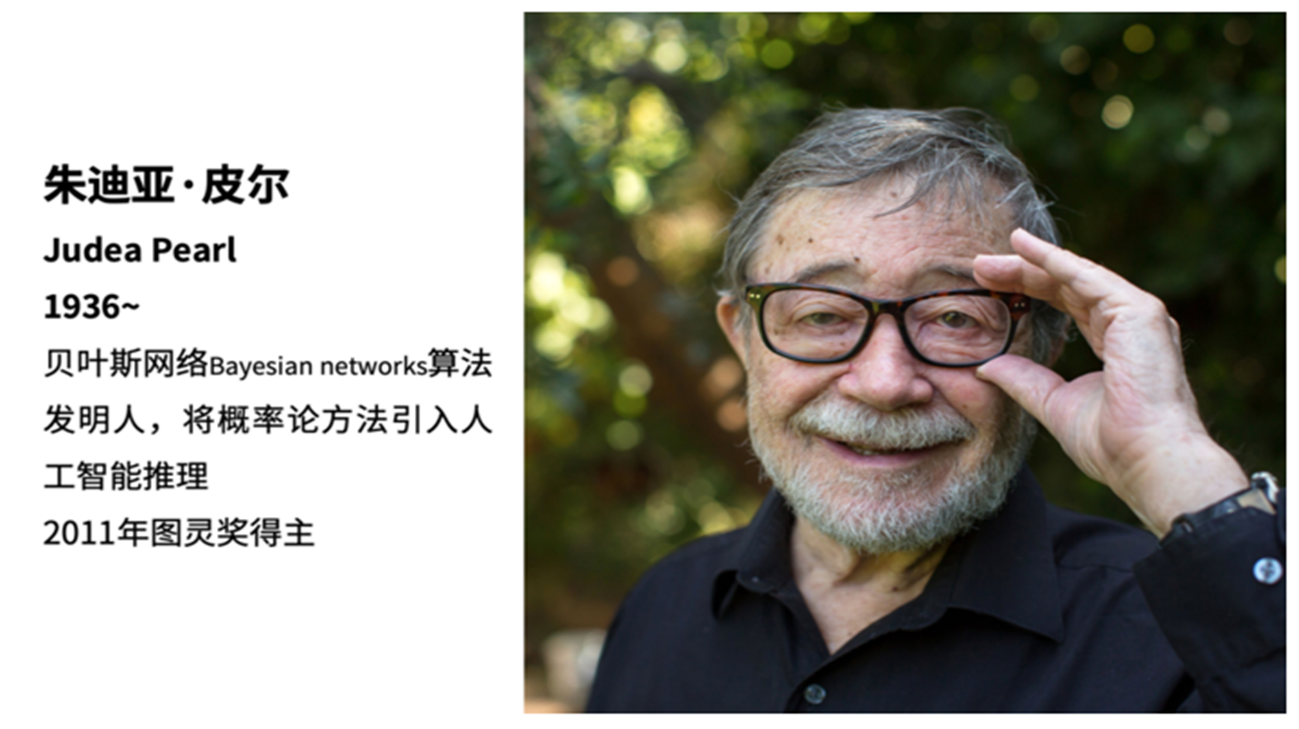 朱迪亚·皮尔
Judea Pearl
1936~
贝叶斯网络Bayesian networks算法
发明人，将概率论方法引入人
工智能推理
2011年图灵奖得主